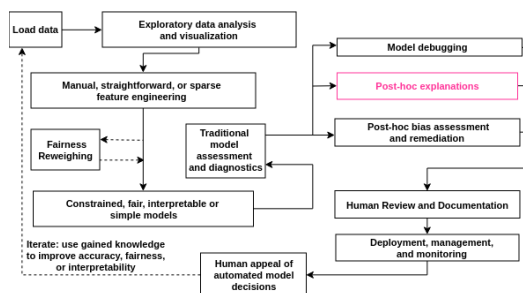 Load data
Exploratory data analysis
and visualization
Model debugging
Manual, straightforward, or sparse
feature engineering
Post-hoc explanations
Fairness
Reweighing
Traditional
model
assessment
and diagnostics
Post-hoc bias assessment
and remediation
Constrained, fair, interpretable or
simple models
Human Review and Documentation
Iterate: use gained knowledge
to improve accuracy, fairness,
or interpretability
Deployment, management,
and monitoring
Human appeal of
automated model
decisions